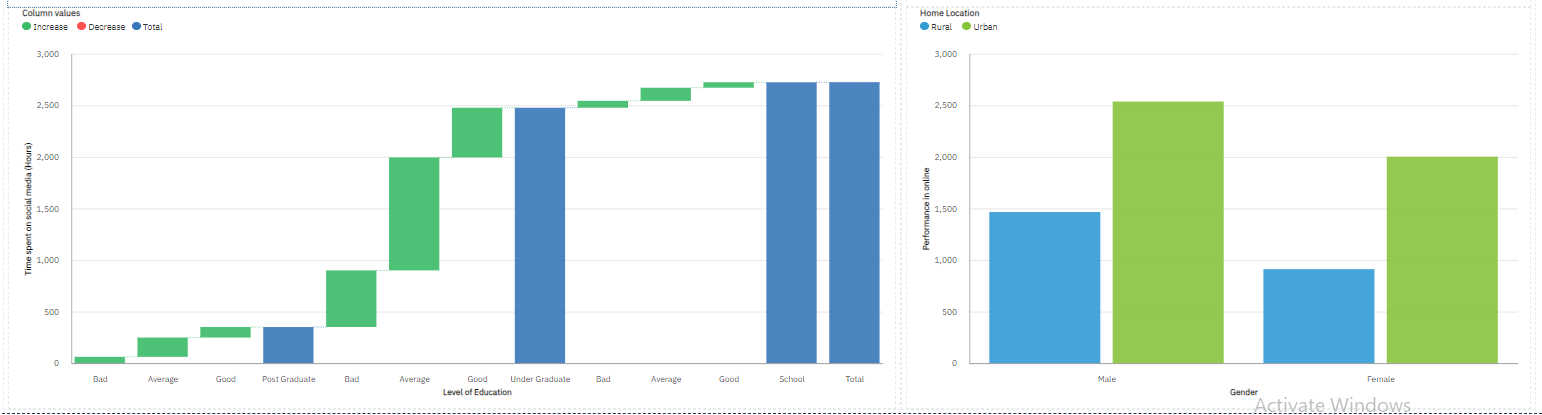 Column values
Increase Decrease Total
3,000
2,500
2,000
1,500
1,000
500
0
Time spent on social media (Hours)
Bad Average Good Post Graduate Bad Average Good Under Graduate Bad Average Good School Total
Level of Education
Home Location
Rural Urban
3,000
2,500
2,000
1,500
1,000
500
0
Performance in online
Male Female
Gender
Activate Windows